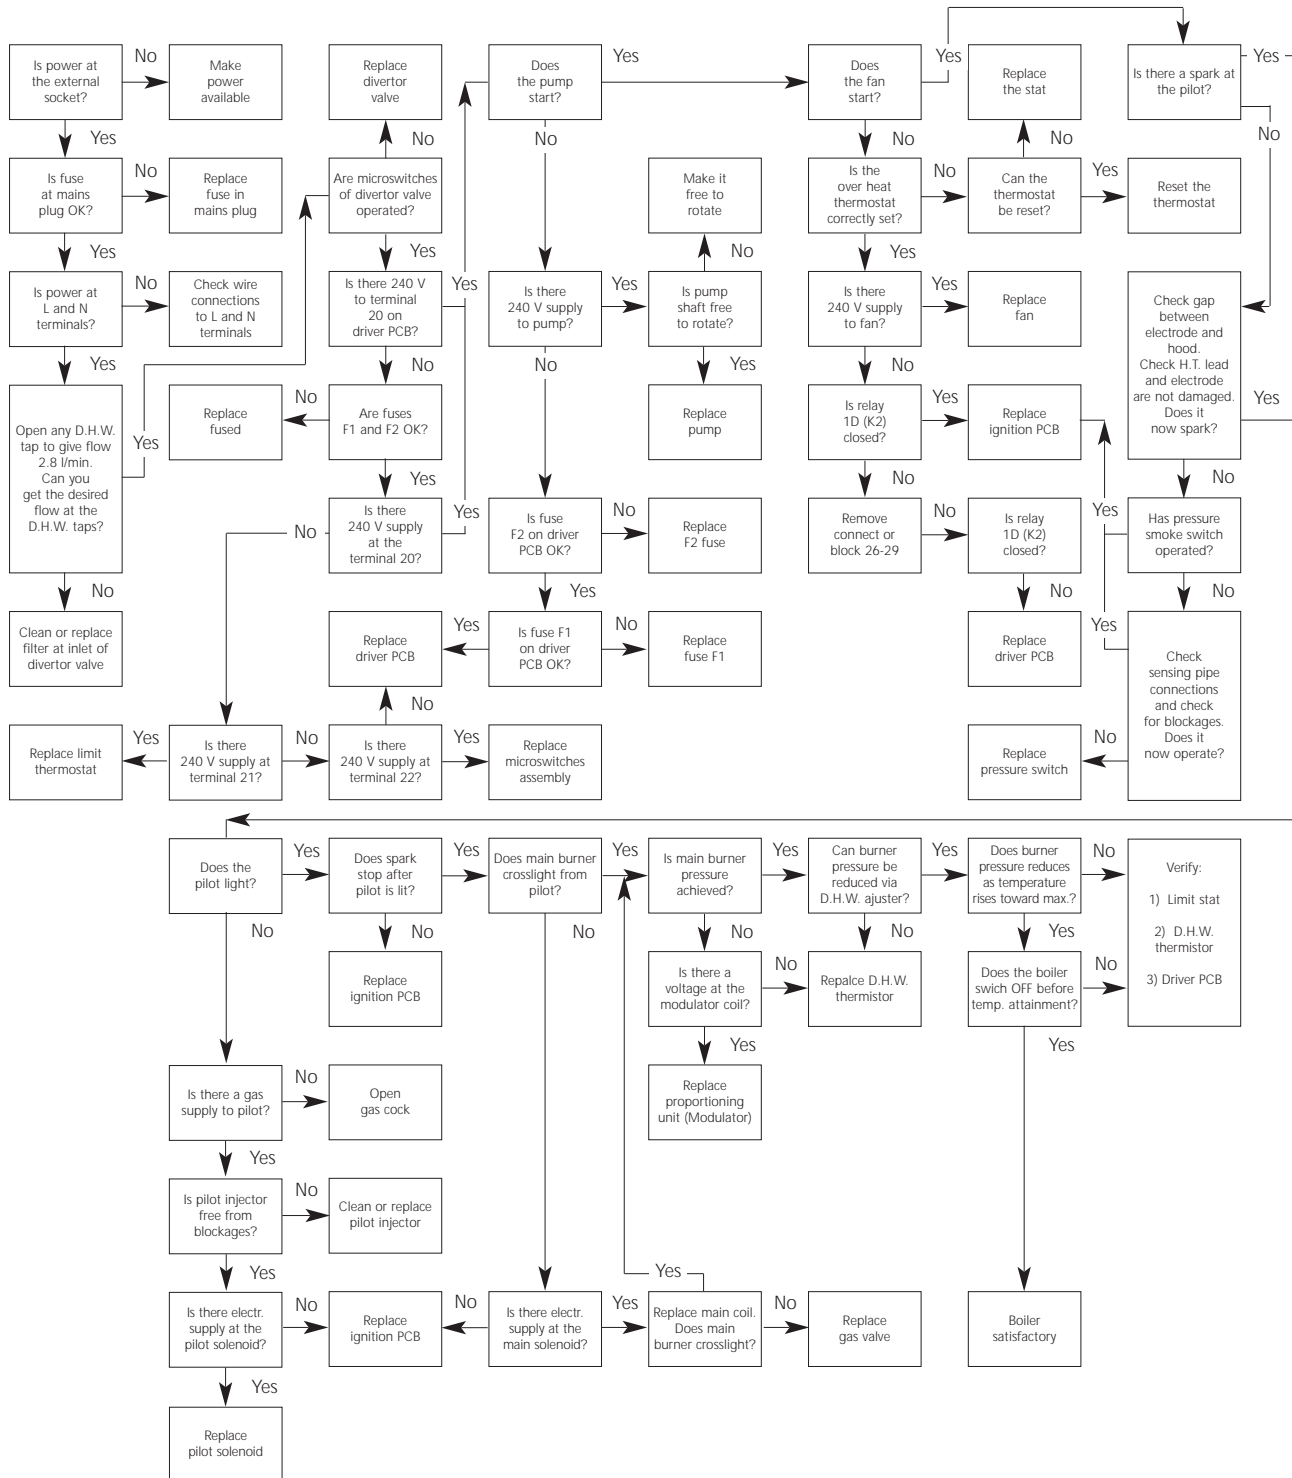 Is power at
the external
socket?
No
Make
power
available
Yes
Is fuse
at mains
plug OK?
No
Replace
fuse in
mains plug
Yes
Is power at
L and N
terminals?
No
Check wire
connections
to L and N
terminals
Yes
Open any D.H.W.
tap to give flow
2.8 l/min.
Can you
get the desired
flow at the
D.H.W. taps?
Yes
No
Clean or replace
filter at inlet of
divertor valve
Replace
divertor
valve
No
Are microswitches
of divertor valve
operated?
Yes
Is there 240 V
to terminal
20 on
driver PCB?
Yes
No
Are fuses
F1 and F2 OK?
No
Replace
fused
Yes
Is there
240 V supply
at the
terminal 20?
Yes
No
Is there
240 V supply at
terminal 21?
Yes
Replace limit
thermostat
No
Is there
240 V supply at
terminal 22?
No
Replace
driver PCB
Yes
Replace
microswitches
assembly
Does
the pump
start?
Yes
No
Is there
240 V supply
to pump?
Yes
Is pump
shaft free
to rotate?
No
Make it
free to
rotate
Yes
Replace
pump
No
Is fuse
F2 on driver
PCB OK?
No
Replace
F2 fuse
Yes
Is fuse F1
on driver
PCB OK?
Yes
No
Replace
fuse F1
Does
the fan
start?
Yes
No
Is the
over heat
thermostat
correctly set?
No
Can the
thermostat
be reset?
No
Replace
the stat
Yes
Reset the
thermostat
Yes
Is there
240 V supply
to fan?
Yes
Replace
fan
No
Is relay
1D (K2)
closed?
Yes
Replace
ignition PCB
No
Remove
connect or
block 26-29
No
Is relay
1D (K2)
closed?
No
Replace
driver PCB
Is there a spark at
the pilot?
Yes
No
Check gap
between
electrode and
hood.
Check H.T. lead
and electrode
are not damaged.
Does it
now spark?
Yes
No
Has pressure
smoke switch
operated?
Yes
No
Check
sensing pipe
connections
and check
for blockages.
Does it
now operate?
Yes
No
Replace
pressure switch
Does the
pilot light?
Yes
Does spark
stop after
pilot is lit?
Yes
Does main burner
crosslight from
pilot?
Yes
Is main burner
pressure
achieved?
Yes
Can burner
pressure be
reduced via
D.H.W. ajuster?
Yes
Does burner
pressure reduces
as temperature
rises toward max.?
No
Verify:
1) Limit stat
2) D.H.W.
thermistor
3) Driver PCB
No
No
Replace
ignition PCB
No
No
Is there a
voltage at the
modulator coil?
No
No
Repalce D.H.W.
thermistor
Yes
Does the boiler
swich OFF before
temp. attainment?
No
Yes
Replace
proportioning
unit (Modulator)
Yes
Is there a gas
supply to pilot?
No
Open
gas cock
Yes
Is pilot injector
free from
blockages?
No
Clean or replace
pilot injector
Yes
Is there electr.
supply at the
pilot solenoid?
No
Replace
ignition PCB
No
Is there electr.
supply at the
main solenoid?
Yes
Replace main coil.
Does main
burner crosslight?
Yes
No
Replace
gas valve
Boiler
satisfactory
Yes
Replace
pilot solenoid